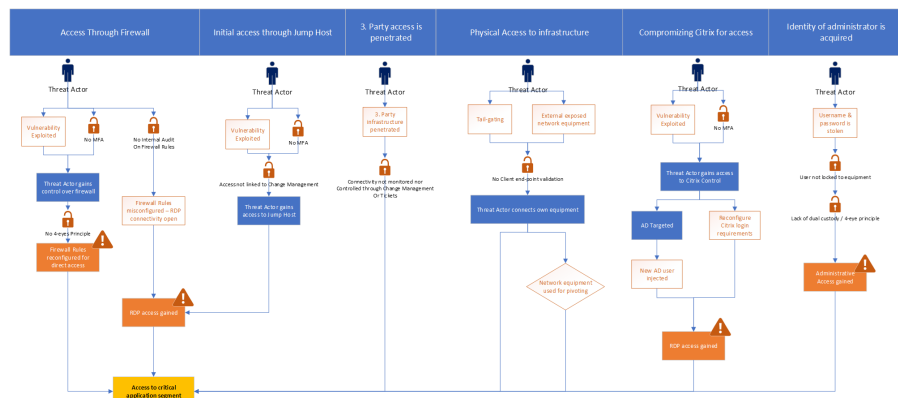 Access Through Firewall
Initial access through Jump Host
3. Party access is
penetrated
Physical Access to infrastructure
Compromizing Citrix for access
Identity of administrator is
acquired
Threat Actor
Threat Actor
Threat Actor
Threat Actor
Threat Actor
Threat Actor
Vulnerability
Exploited
No MFA
No Internal Audit
On Firewall Rules
Threat Actor gains
control over firewall
No 4-eyes Principle
Firewall Rules
reconfigured for
direct access
Firewall Rules
misconfigured – RDP
connectivity open
RDP access gained
Vulnerability
Exploited
No MFA
Access not linked to Change Management
Threat Actor gains
access to Jump Host
3. Party
infrastructure
penetrated
Connectivity not monitored nor
Controlled through Change Management
Or Tickets
Tail-gating
External exposed
network equipment
No Client end-point validation
Threat Actor connects own equipment
Network equipment
used for pivoting
Vulnerability
Exploited
No MFA
Threat Actor gains access
to Citrix Control
AD Targeted
Reconfigure
Citrix login
requirements
New AD user
injected
RDP access gained
Username &
password is
stolen
User not locked to equipment
Lack of dual custody / 4-eye principle
Administrative
Access gained
Access to critical
application segment